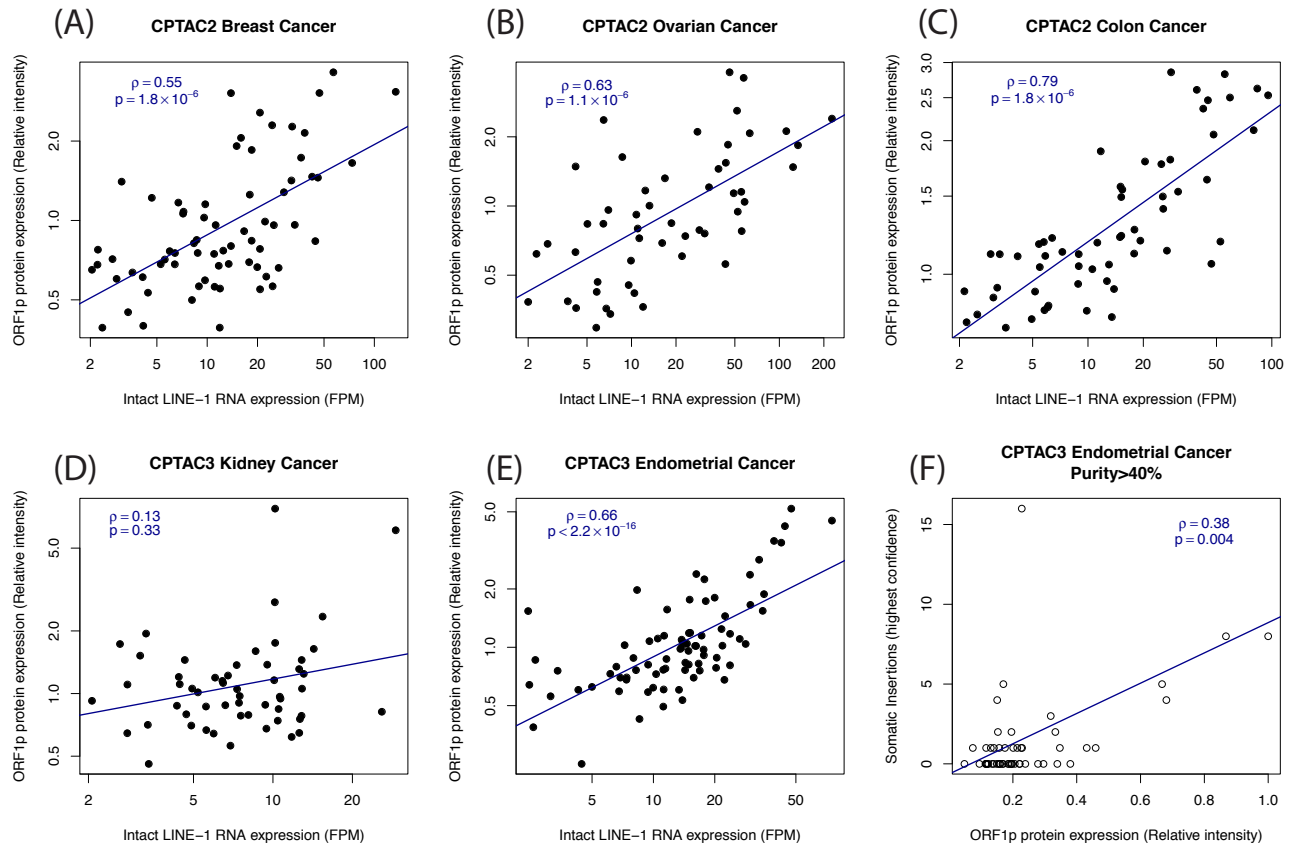 (A)
CPTAC2 Breast Cancer
ρ = 0.55
p = 1.8 × 10⁻⁶
ORF1p protein expression (Relative intensity)
0.5
1.0
2.0
2
5
10
20
50
100
Intact LINE−1 RNA expression (FPM)
(B)
CPTAC2 Ovarian Cancer
ρ = 0.63
p = 1.1 × 10⁻⁶
ORF1p protein expression (Relative intensity)
0.5
1.0
2.0
2
5
10
20
50
100
200
Intact LINE−1 RNA expression (FPM)
(C)
CPTAC2 Colon Cancer
ρ = 0.79
p = 1.8 × 10⁻⁶
ORF1p protein expression (Relative intensity)
1.0
1.5
2.0
2.5
3.0
2
5
10
20
50
100
Intact LINE−1 RNA expression (FPM)
(D)
CPTAC3 Kidney Cancer
ρ = 0.13
p = 0.33
ORF1p protein expression (Relative intensity)
0.5
1.0
2.0
5.0
2
5
10
20
Intact LINE−1 RNA expression (FPM)
(E)
CPTAC3 Endometrial Cancer
ρ = 0.66
p < 2.2 × 10⁻¹⁶
ORF1p protein expression (Relative intensity)
0.5
1.0
2.0
5.0
5
10
20
50
Intact LINE−1 RNA expression (FPM)
(F)
CPTAC3 Endometrial Cancer
Purity>40%
ρ = 0.38
p = 0.004
Somatic Insertions (highest confidence)
0
5
10
15
0.2
0.4
0.6
0.8
1.0
ORF1p protein expression (Relative intensity)